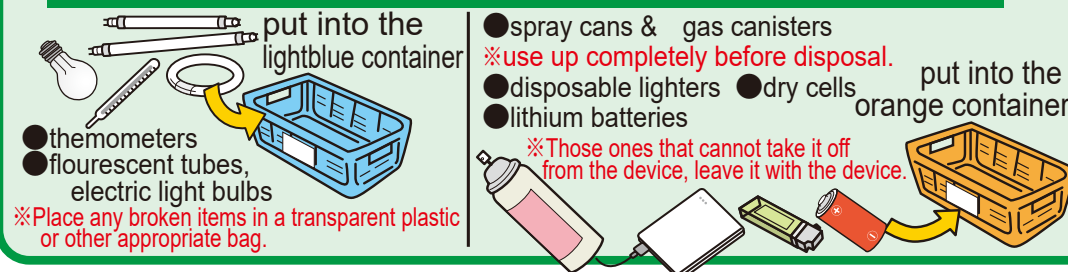 put into the
lightblue container
●themometers
●flourescent tubes,
electric light bulbs
※Place any broken items in a transparent plastic
or other appropriate bag.
●spray cans & gas canisters
※use up completely before disposal.
●disposable lighters ●dry cells
●lithium batteries
put into the
orange container
※Those ones that cannot take it off
from the device, leave it with the device.